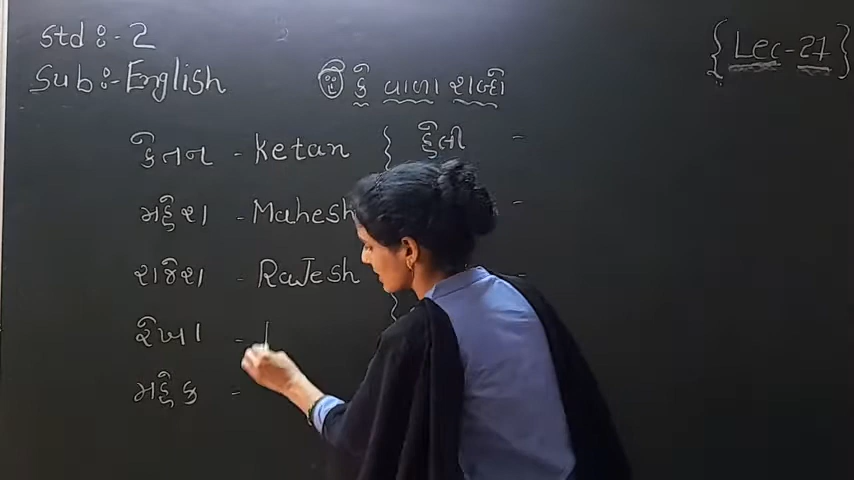 Std :- 2
{ Lec-27 }
Sub :- English
કે વાળા શબ્દો
કેતન - Ketan { હેલી -
મહેશ - Mahesh -
રાજેશ - Rajesh -
રેખા -
મહેક -